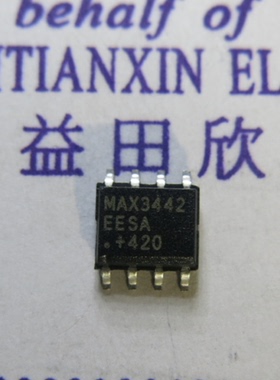 behalf of
ITIANXIN EL
益田欣
MAX3442
EESA
.+420